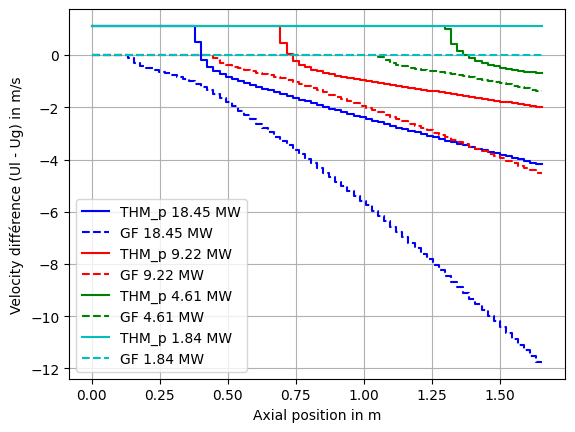 0
−2
−4
−6
−8
−10
−12
Velocity différence (Ul - Ug) in m/s
THM_p 18.45 MW
GF 18.45 MW
THM_p 9.22 MW
GF 9.22 MW
THM_p 4.61 MW
GF 4.61 MW
THM_p 1.84 MW
GF 1.84 MW
0.00 0.25 0.50 0.75 1.00 1.25 1.50
Axial position in m